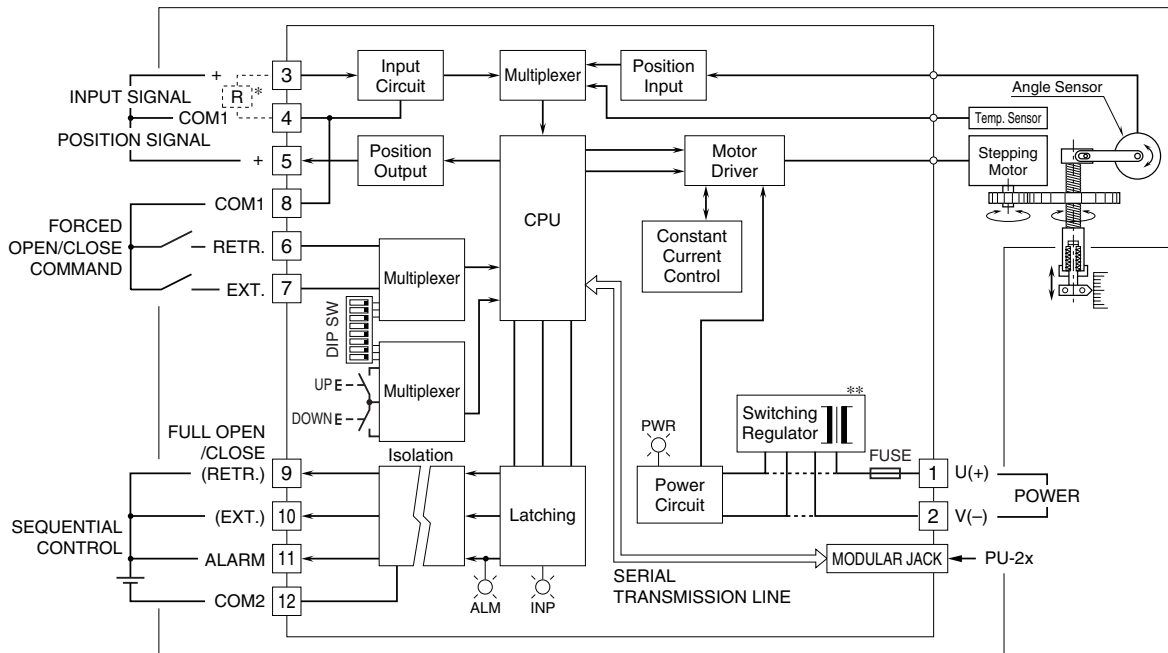 +
3
Input
Circuit
Multiplexer
Position
Input
Angle Sensor
INPUT SIGNAL
R
*
COM1
4
Temp. Sensor
POSITION SIGNAL
+
5
Position
Output
Motor
Driver
Stepping
Motor
COM1
8
CPU
FORCED
OPEN/CLOSE
COMMAND
RETR.
6
Multiplexer
Constant
Current
Control
EXT.
7
DIP SW
UP E
Multiplexer
DOWN E
**
Switching
Regulator
PWR
FULL OPEN
/CLOSE
(RETR.)
9
Isolation
FUSE
1
U(+)
Power
Circuit
POWER
SEQUENTIAL
CONTROL
(EXT.)
10
Latching
2
V(–)
ALARM
11
MODULAR JACK
PU-2x
COM2
12
ALM
INP
SERIAL
TRANSMISSION LINE